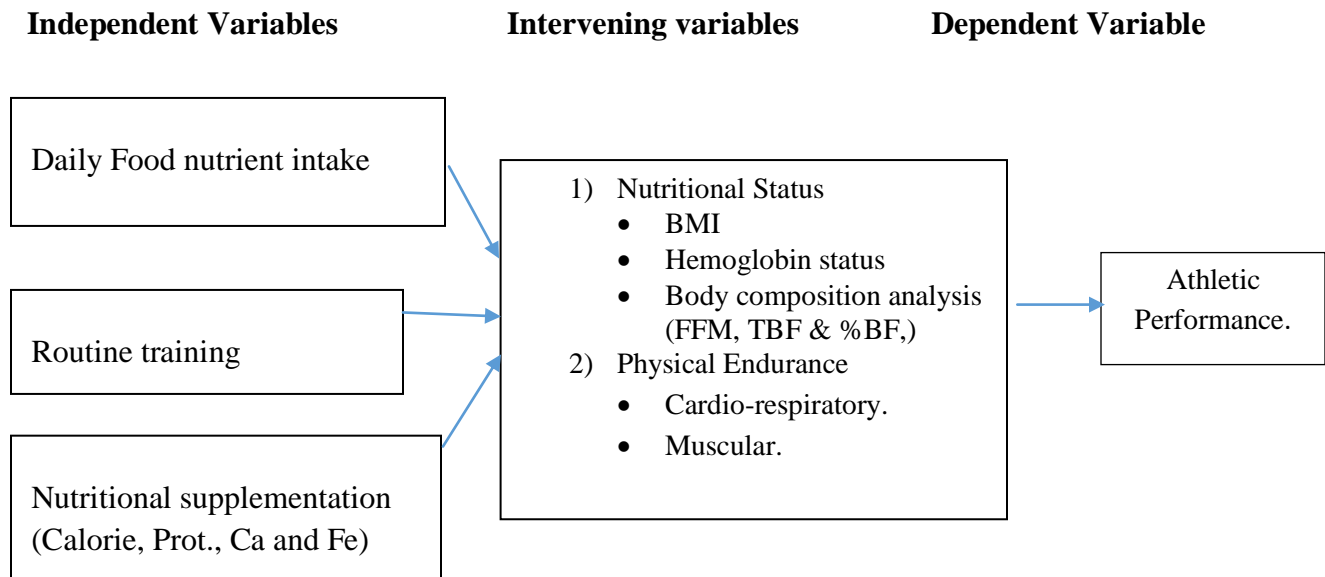 Independent Variables
Intervening variables
Dependent Variable
Daily Food nutrient intake
Routine training
Nutritional supplementation
(Calorie, Prot., Ca and Fe)
1) Nutritional Status
• BMI
• Hemoglobin status
• Body composition analysis
(FFM, TBF & %BF,)
2) Physical Endurance
• Cardio-respiratory.
• Muscular.
Athletic
Performance.